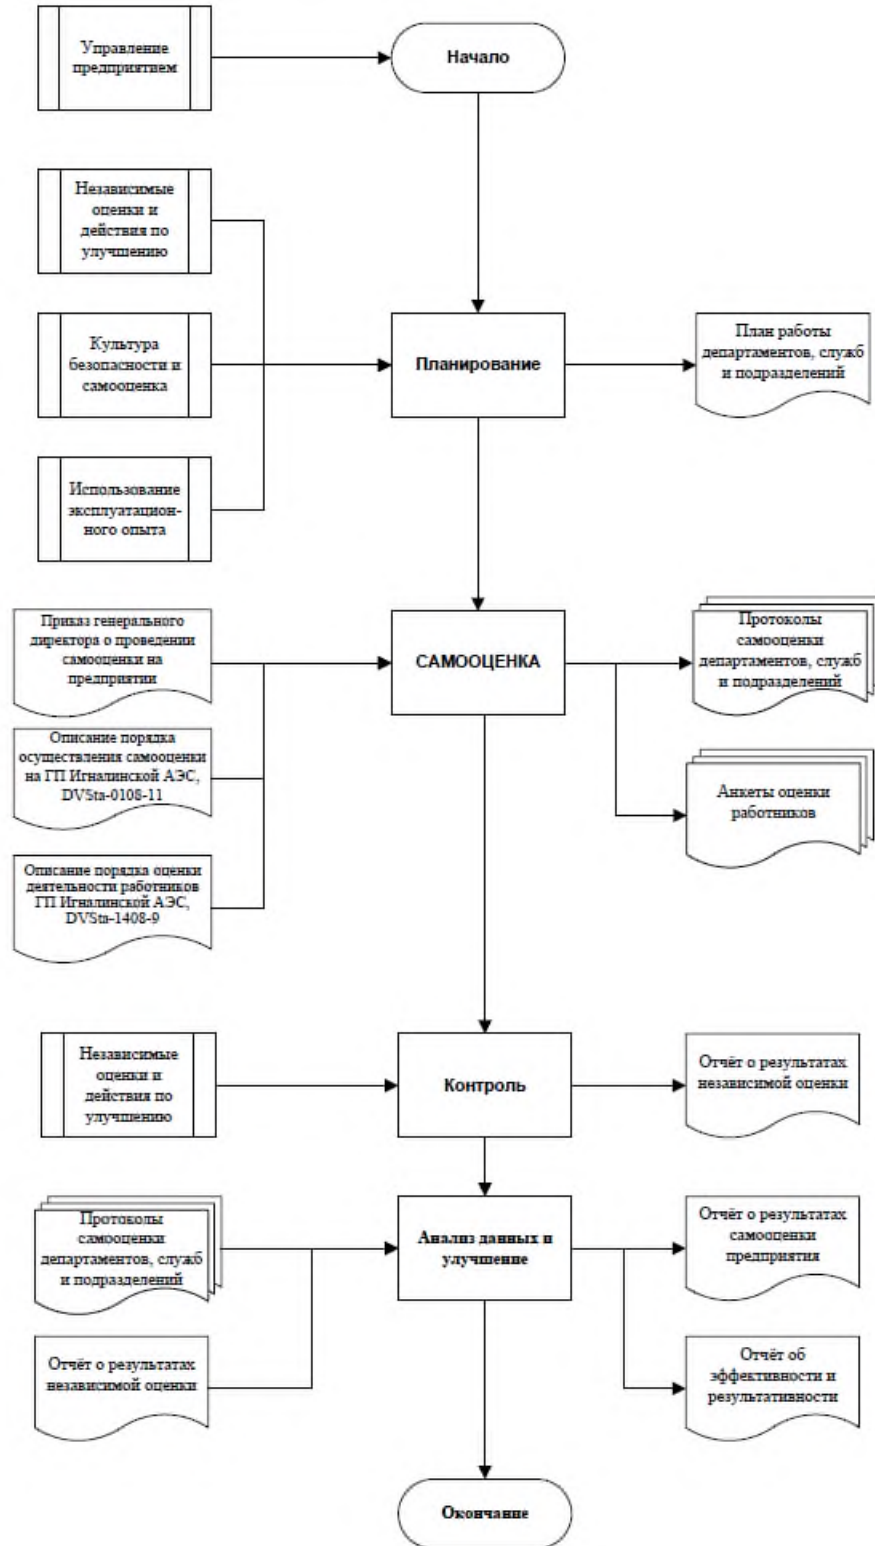 Управление
предприятием
Начало
Независимые
оценки и
действия по
улучшению
Культура
безопасности и
самооценка
Планирование
План работы
департаментов, служб
и подразделений
Использование
эксплуатацион-
ного опыта
Приказ генерального
директора о проведении
самооценки на
предприятии
САМООЦЕНКА
Протоколы
самооценки
департаментов, служб
и подразделений
Описание порядка
осуществления самооценки
на ГП Игналинской АЭС,
DVSta-0108-11
Анкеты оценки
работников
Описание порядка оценки
деятельности работников
ГП Игналинской АЭС,
DVSta-1408-9
Независимые
оценки и
действия по
улучшению
Контроль
Отчёт о результатах
независимой оценки
Протоколы
самооценки
департаментов, служб
и подразделений
Анализ данных и
улучшение
Отчёт о результатах
самооценки
предприятия
Отчёт о результатах
независимой оценки
Отчёт об
эффективности и
результативности
Окончание